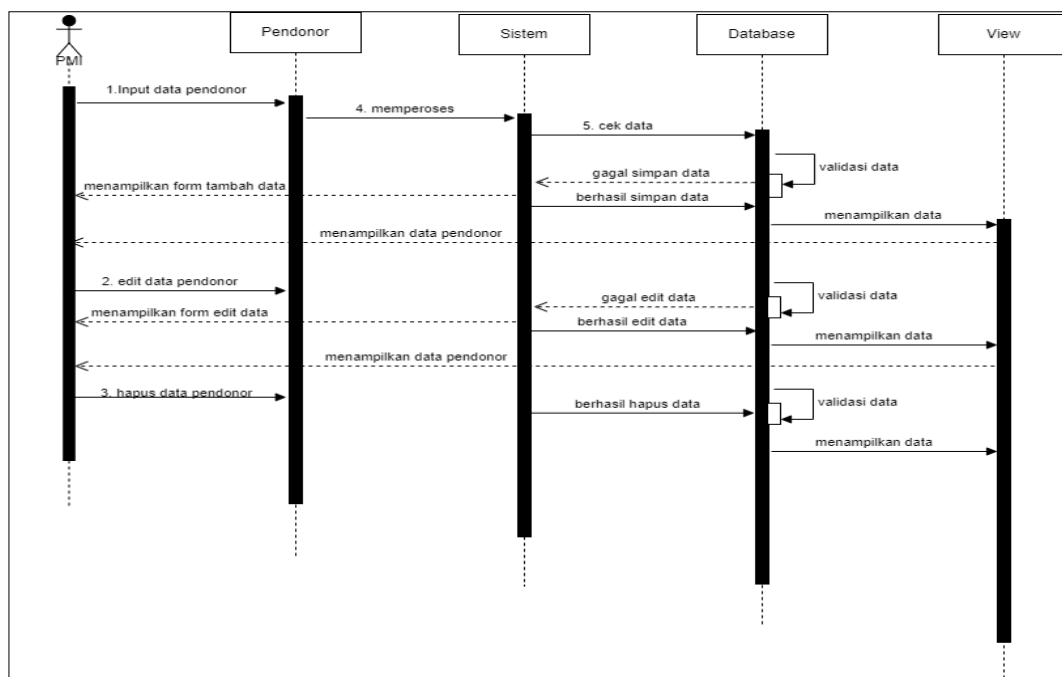 PMI
Pendonor
Sistem
Database
View
1.Input data pendonor
4. memperoses
5. cek data
validasi data
gagal simpan data
menampilkan form tambah data
berhasil simpan data
menampilkan data
menampilkan data pendonor
2. edit data pendonor
validasi data
gagal edit data
menampilkan form edit data
berhasil edit data
menampilkan data
menampilkan data pendonor
3. hapus data pendonor
berhasil hapus data
validasi data
menampilkan data